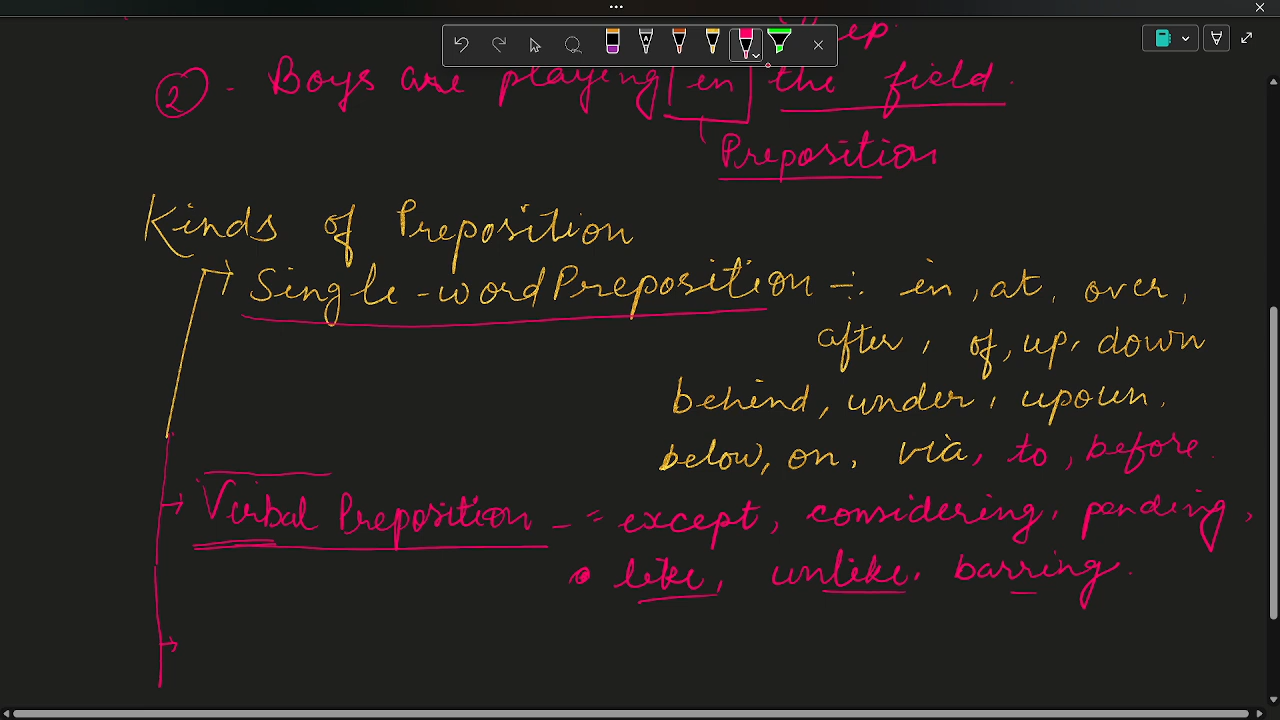 ep.
② . Boys are playing in the field.
Preposition
Kinds of Preposition
Single-word Preposition ÷ in, at, over,
after, of, up, down
behind, under, upoun,
below, on, via, to, before.
Verbal Preposition - = except, considering, pending,
like, unlike, barring.